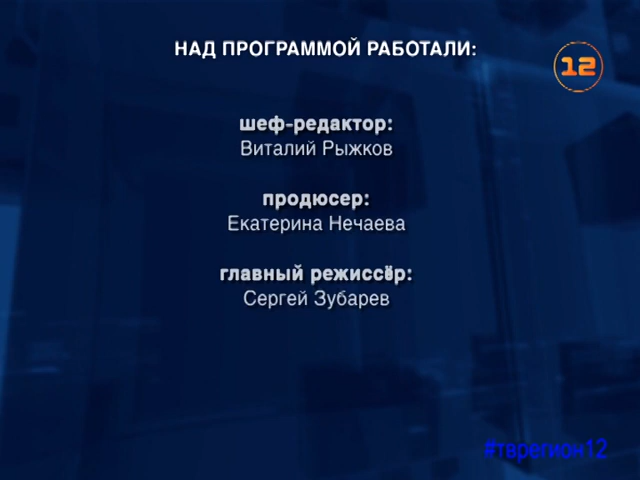 НАД ПРОГРАММОЙ РАБОТАЛИ:
12
шеф-редактор:
Виталий Рыжков
продюсер:
Екатерина Нечаева
главный режиссёр:
Сергей Зубарев
#тврегион12